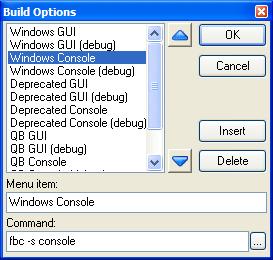 Build Options
Windows GUI
Windows GUI (debug)
Windows Console
Windows Console (debug)
Deprecated GUI
Deprecated GUI (debug)
Deprecated Console
Deprecated Console (debug)
QB GUI
QB GUI (debug)
QB Console
OK
Cancel
Insert
Delete
Menu item:
Windows Console
Command:
fbc -s console
...